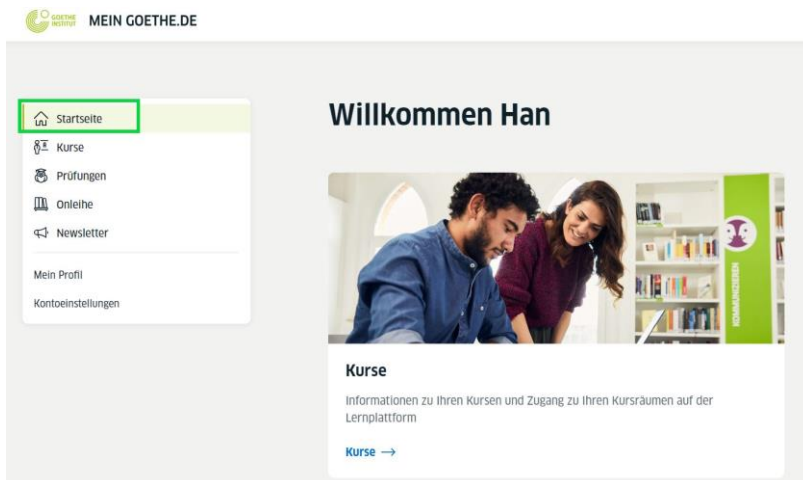 GOETHE
INSTITUT
MEIN GOETHE.DE
Startseite
Kurse
Prüfungen
Onleihe
Newsletter
Mein Profil
Kontoeinstellungen
Willkommen Han
KOMMUNIZIEREN
Kurse
Informationen zu Ihren Kursen und Zugang zu Ihren Kursräumen auf der
Lernplattform
Kurse →